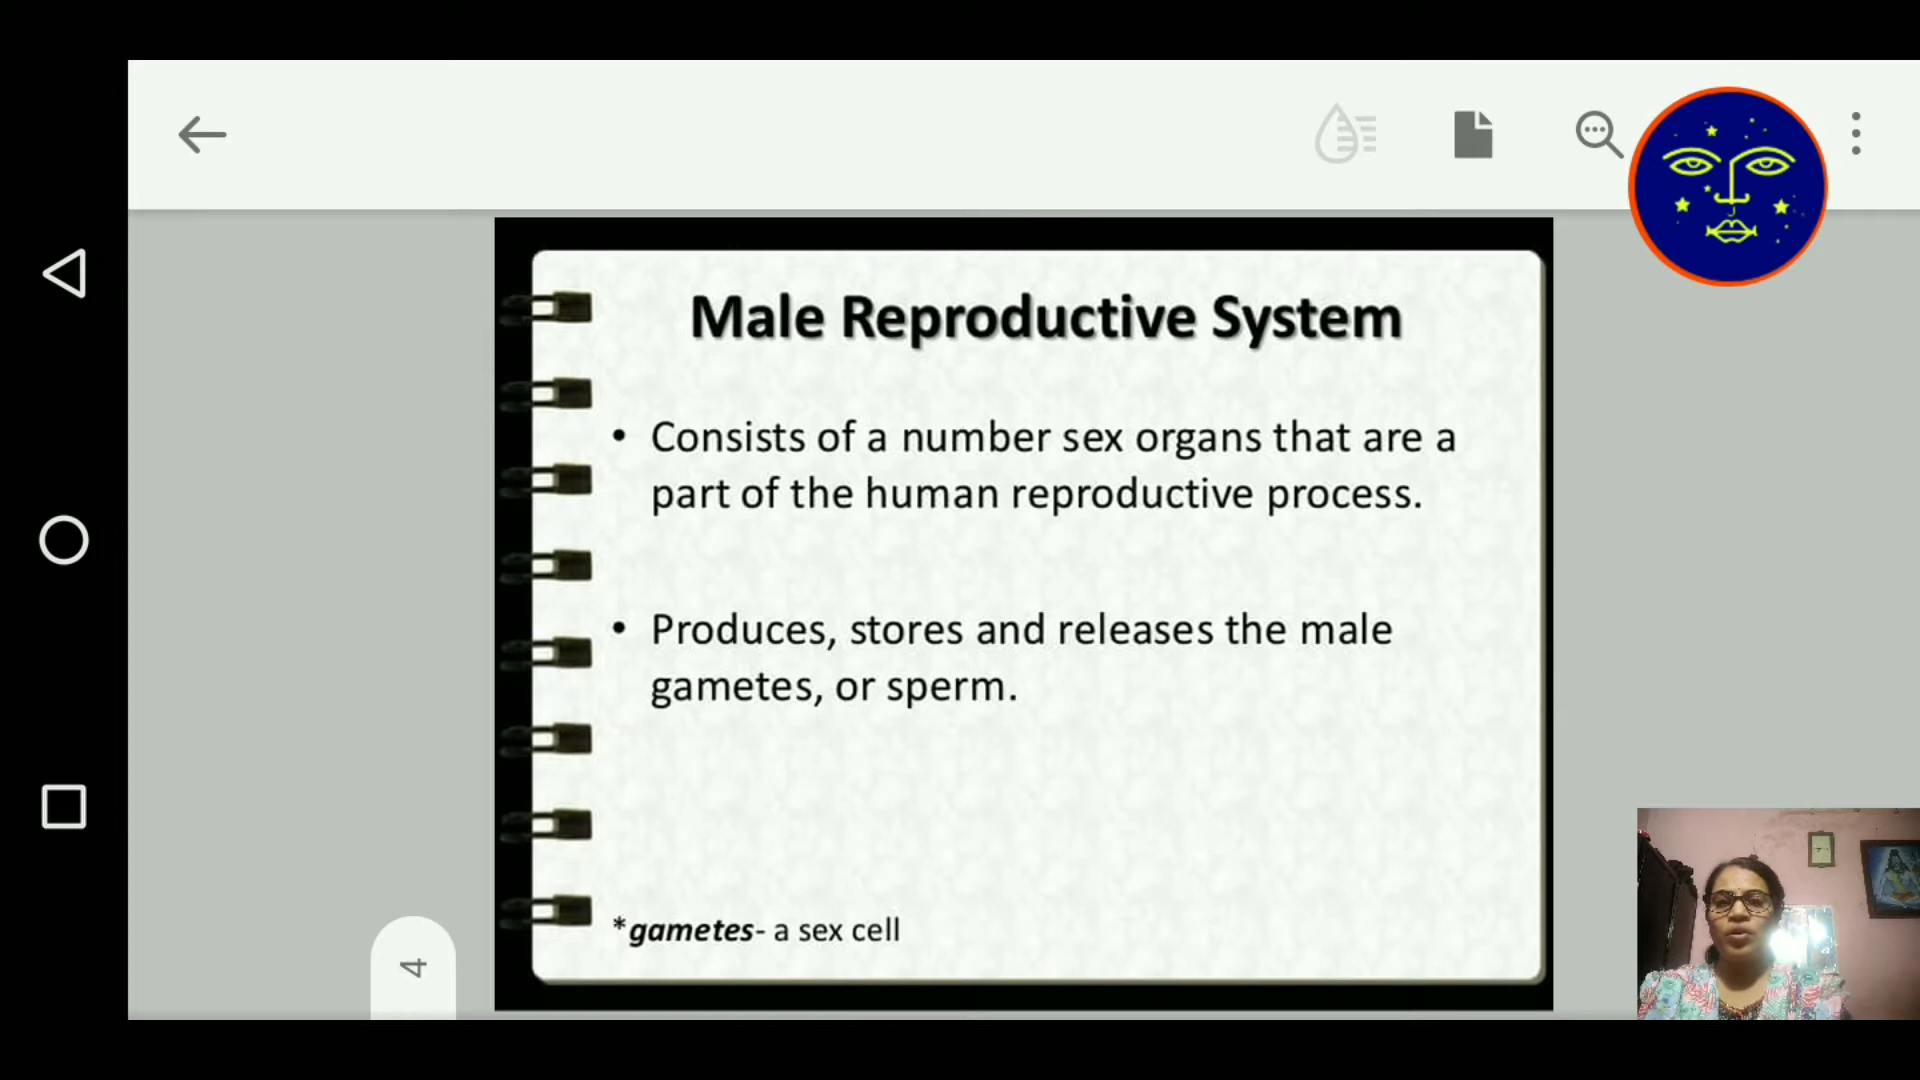 Male Reproductive System
• Consists of a number sex organs that are a
part of the human reproductive process.
• Produces, stores and releases the male
gametes, or sperm.
*gametes- a sex cell
4